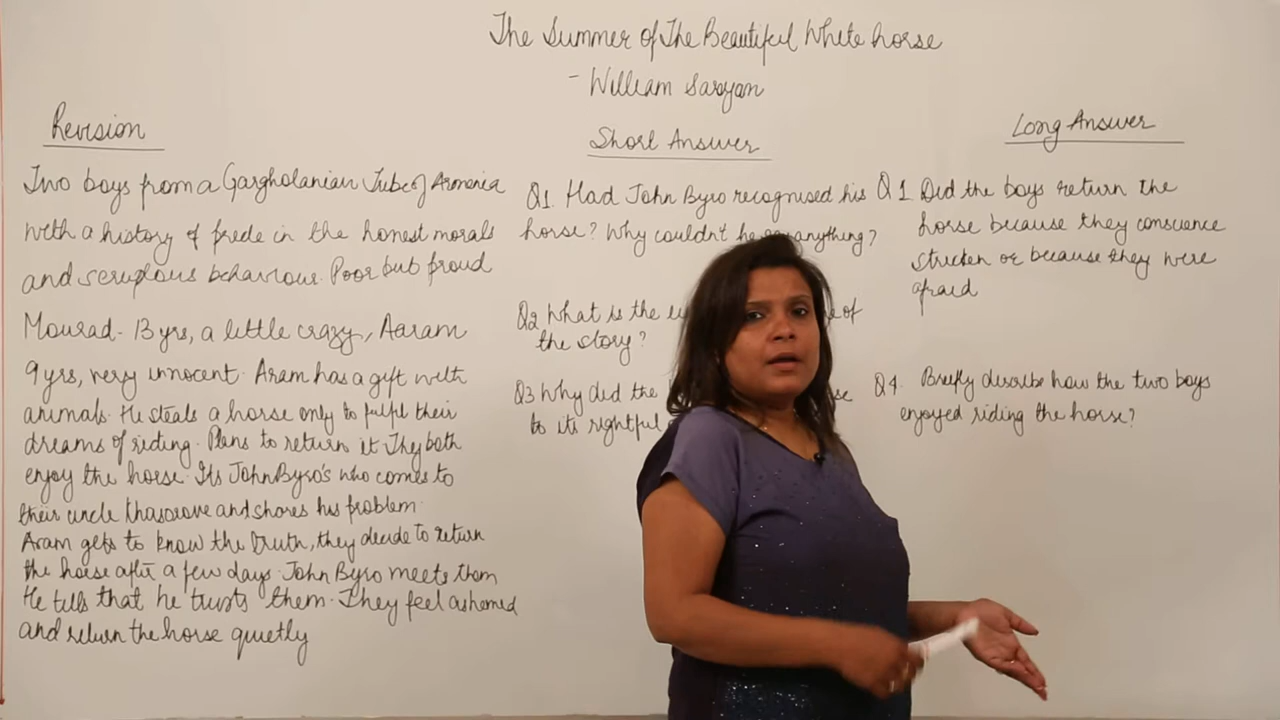 The Summer of The Beautiful White horse
- William Saroyan
Revision
Two boys from a Gargholanian Tribe of Armenia
with a history of pride in the honest morals
and scruplous behaviour. Poor but proud
Mourad - 13 yrs, a little crazy, Aaram
9 yrs, very innocent. Aram has a gift with
animals. He steals a horse only to fulfil their
dreams of riding. Plans to return it. They both
enjoy the horse. Its John Byro's who comes to
their uncle Khasrove and shares his problem.
Aram gets to know the truth, they decide to return
the horse after a few days. John Byro meets them
He tells that he trusts them. They feel ashamed
and return the horse quietly
Short Answer
Q1. Had John Byro recognised his
horse? Why couldn't he anything?
Q2 What is the of
the story?
Q3 Why did the
to its rightful
Long Answer
Q1. Did the boys return the
horse because they conscience
stricken or because they were
afraid
Q4. Briefly describe how the two boys
enjoyed riding the horse?